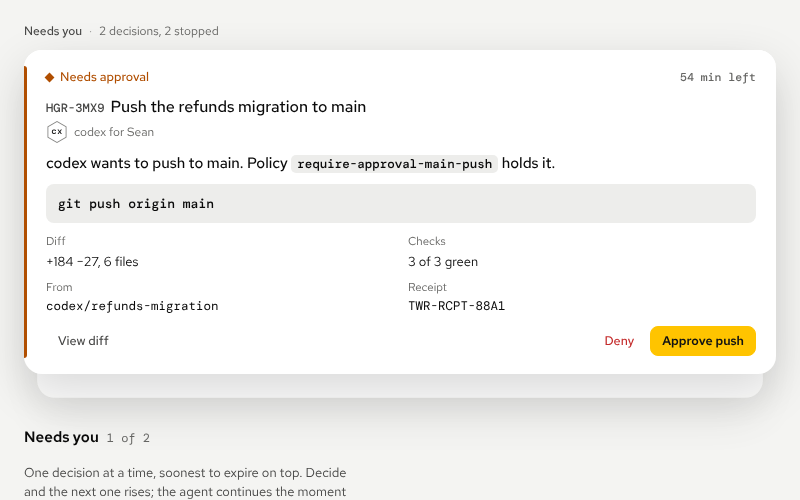 Needs you · 2 decisions, 2 stopped
Needs approval
54 min left
HGR-3MX9 Push the refunds migration to main
cx codex for Sean
codex wants to push to main. Policy require-approval-main-push holds it.
git push origin main
Diff
Checks
+184 −27, 6 files
3 of 3 green
From
Receipt
codex/refunds-migration
TWR-RCPT-88A1
View diff
Deny
Approve push
Needs you 1 of 2
One decision at a time, soonest to expire on top. Decide
and the next one rises; the agent continues the moment